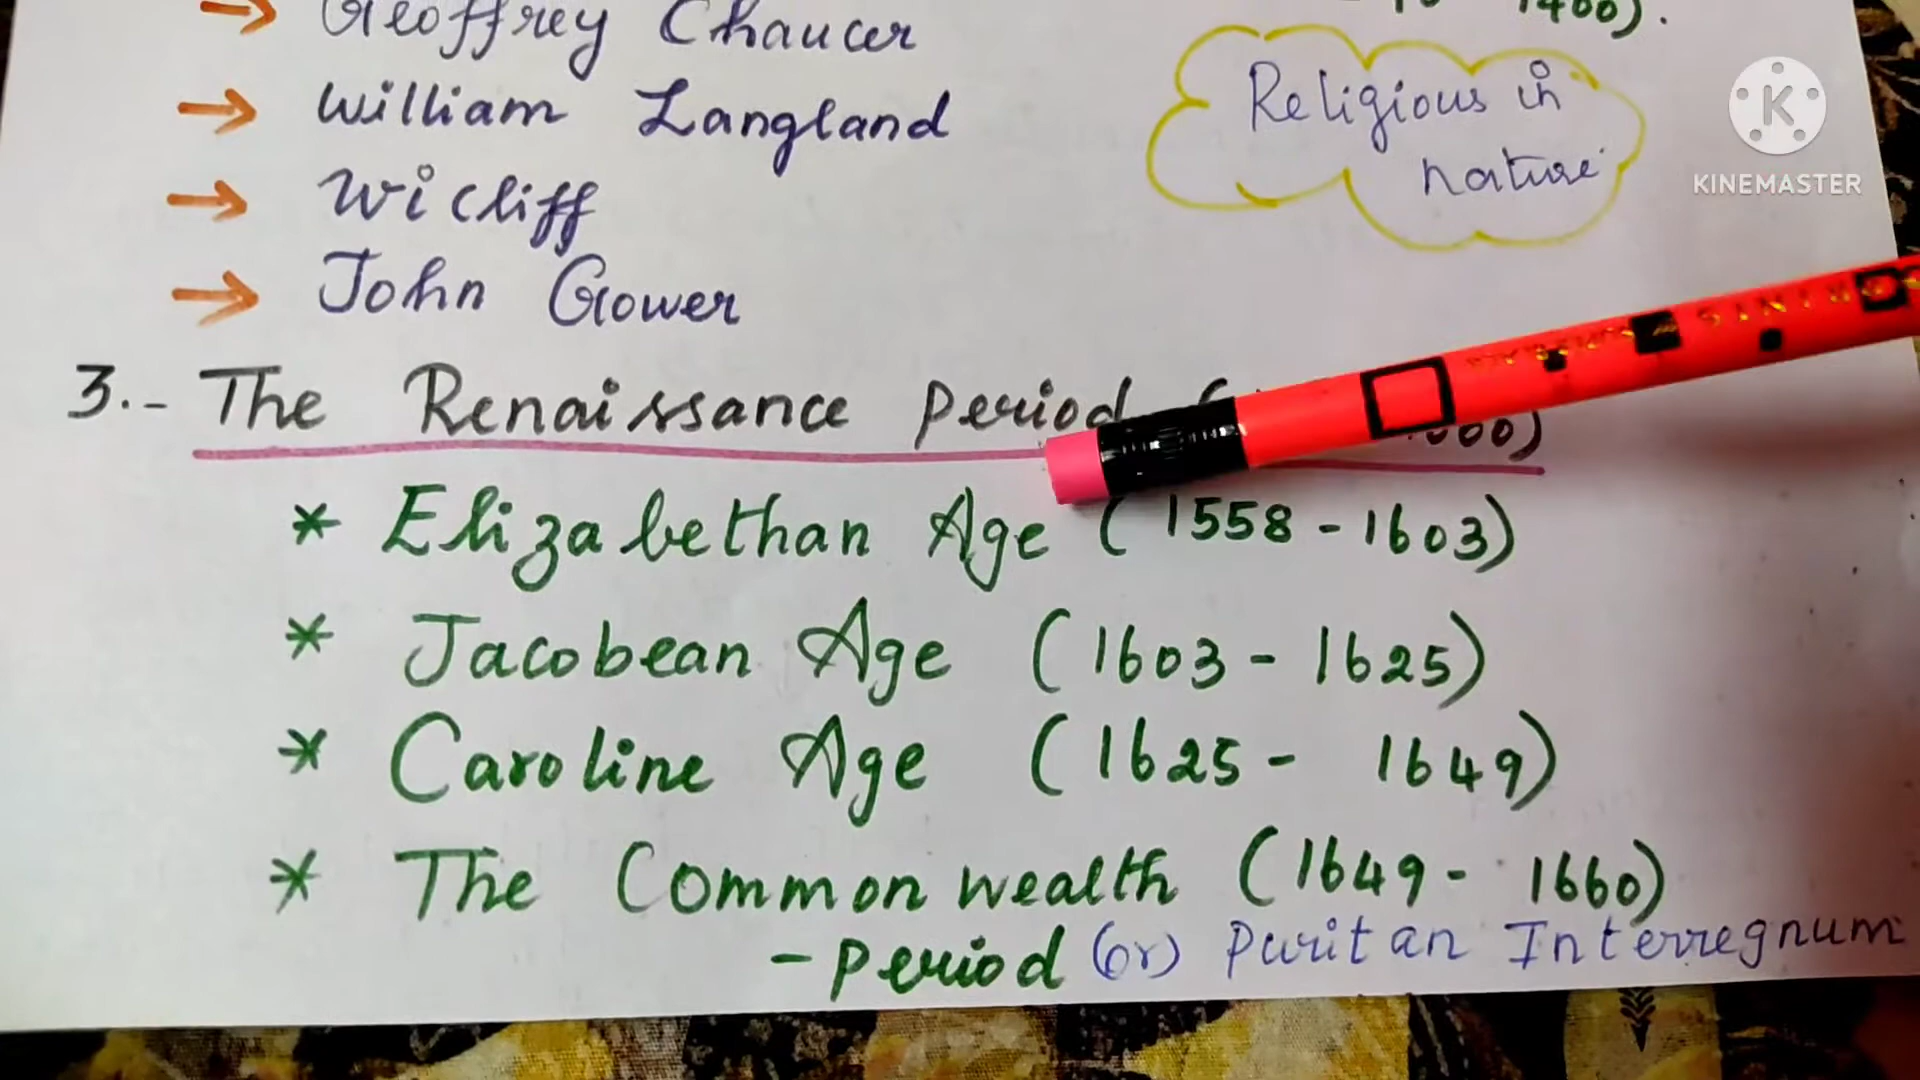 Geoffrey Chaucer
1400).
William Langland
Religious in
nature
KINEMASTER
Wicliff
John Gower
3.- The Renaissance Period (
* Elizabethan Age (1558 - 1603)
* Jacobean Age (1603 - 1625)
* Caroline Age (1625 - 1649)
* The Commonwealth (1649 - 1660)
- Period (or) Puritan Interregnum